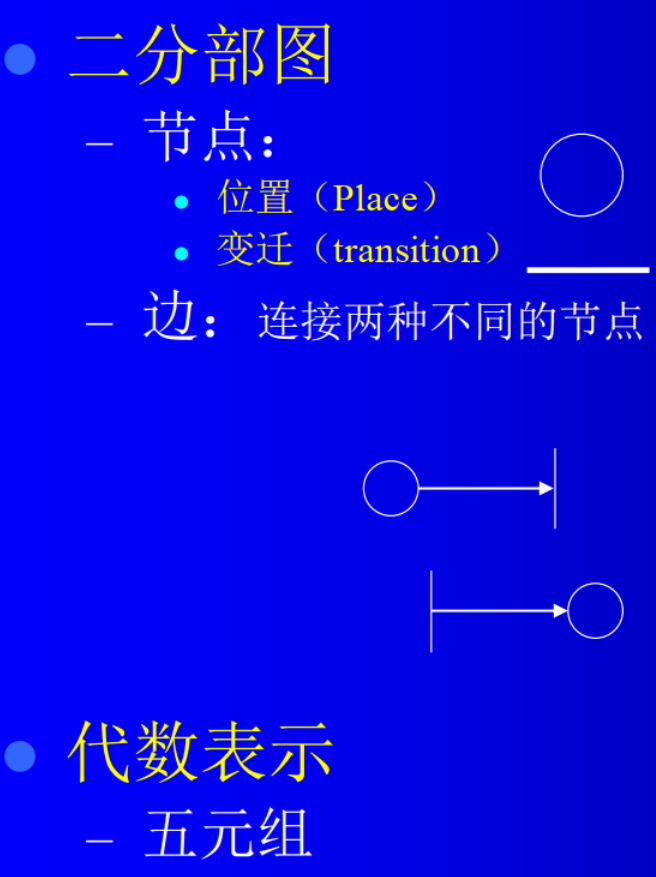 二分部图
– 节点：
位置（Place）
变迁（transition）
– 边：连接两种不同的节点
代数表示
– 五元组